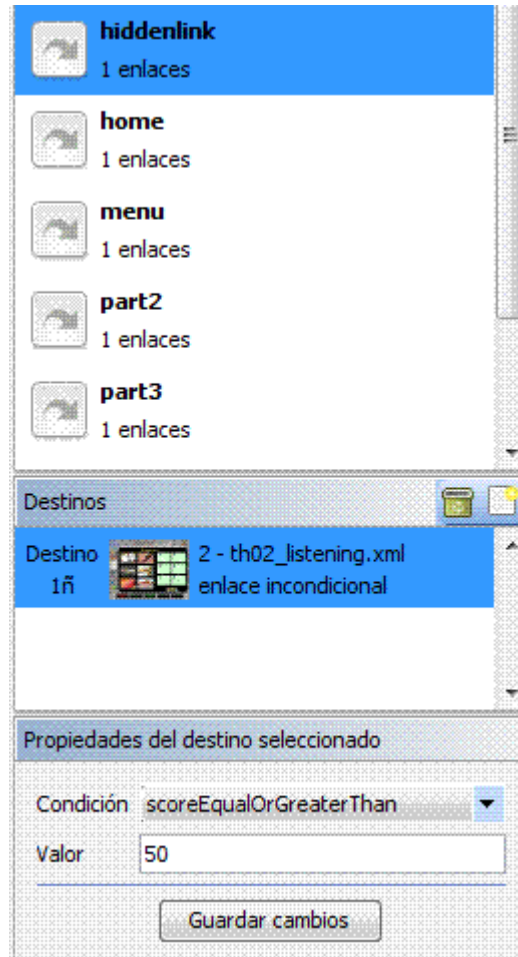 hiddenlink
1 enlaces
home
1 enlaces
menu
1 enlaces
part2
1 enlaces
part3
1 enlaces
Destinos
Destino 1ñ
2 - th02_listening.xml
enlace incondicional
Propiedades del destino seleccionado
Condición scoreEqualOrGreaterThan
Valor 50
Guardar cambios